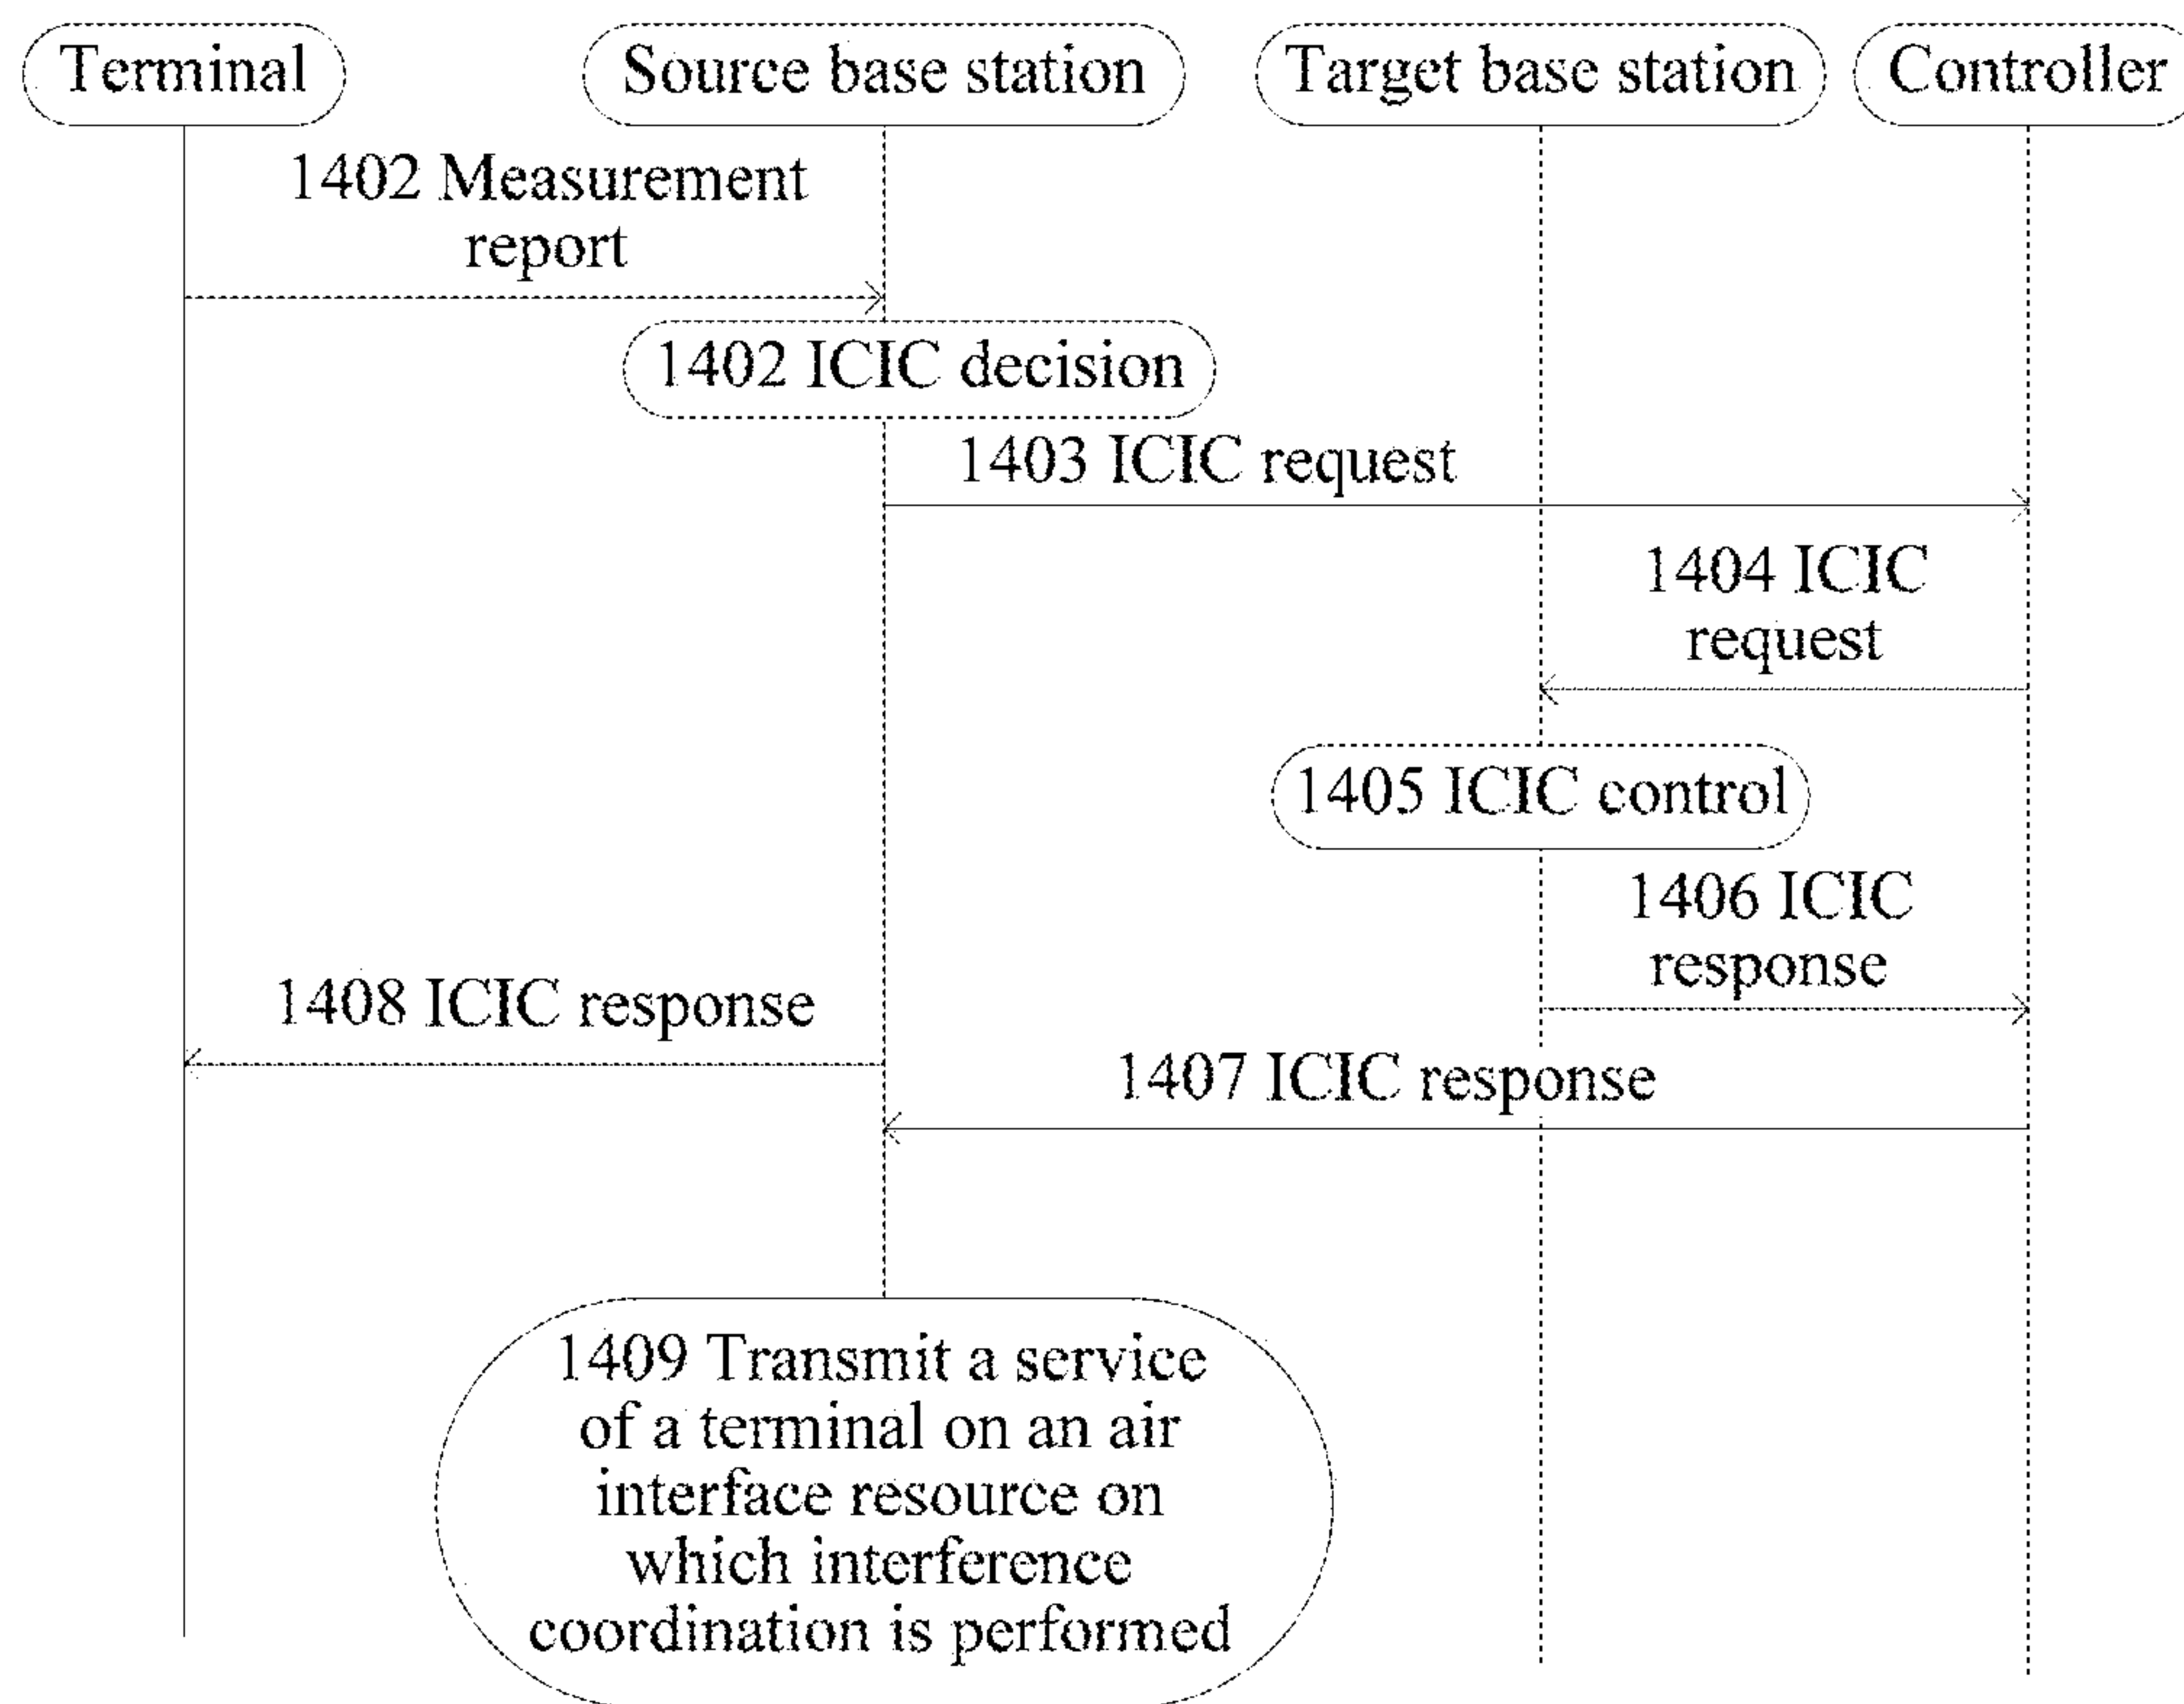 Terminal
Source base station
Target base station
Controller
1402 Measurement
report
1402 ICIC decision
1403 ICIC request
1404 ICIC
request
1405 ICIC control
1406 ICIC
response
1408 ICIC response
1407 ICIC response
1409 Transmit a service
of a terminal on an air
interface resource on
which interference
coordination is performed